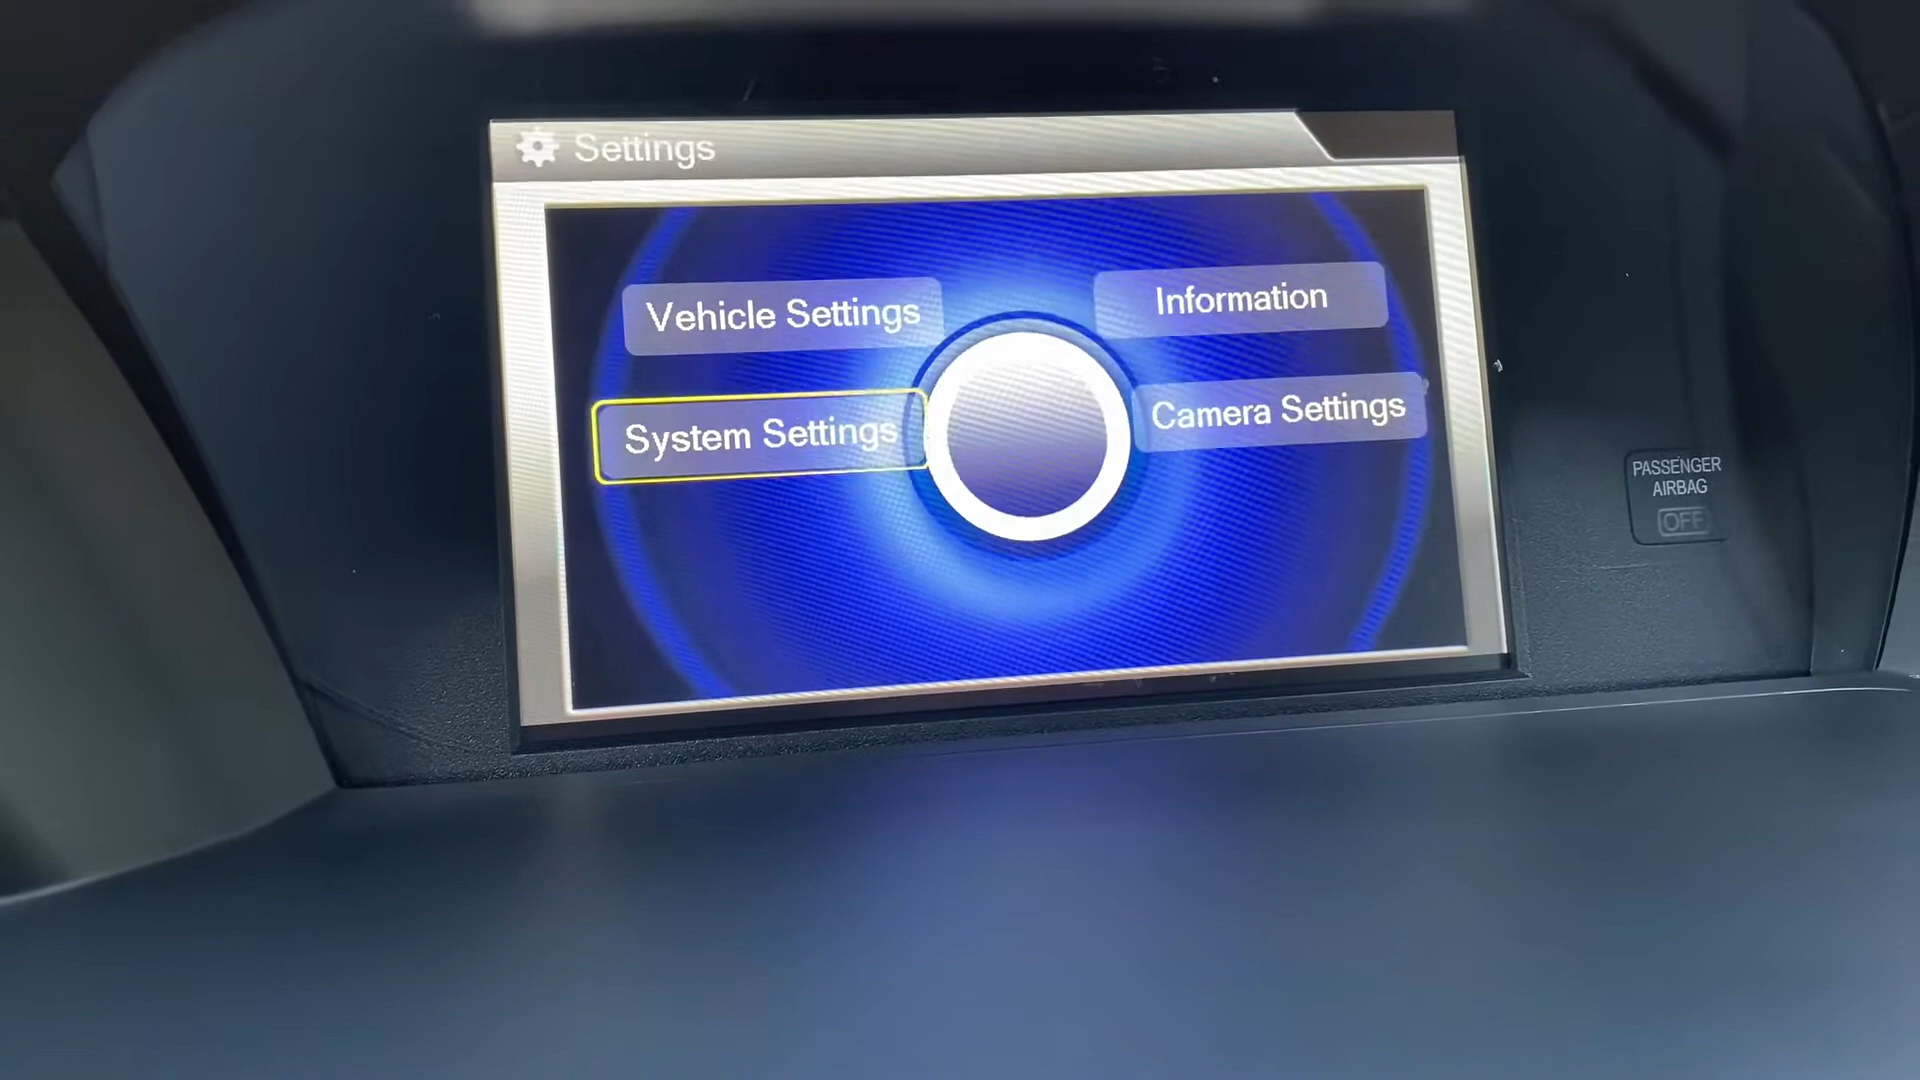 Settings
Vehicle Settings
Information
System Settings
Camera Settings
PASSENGER
AIRBAG
OFF